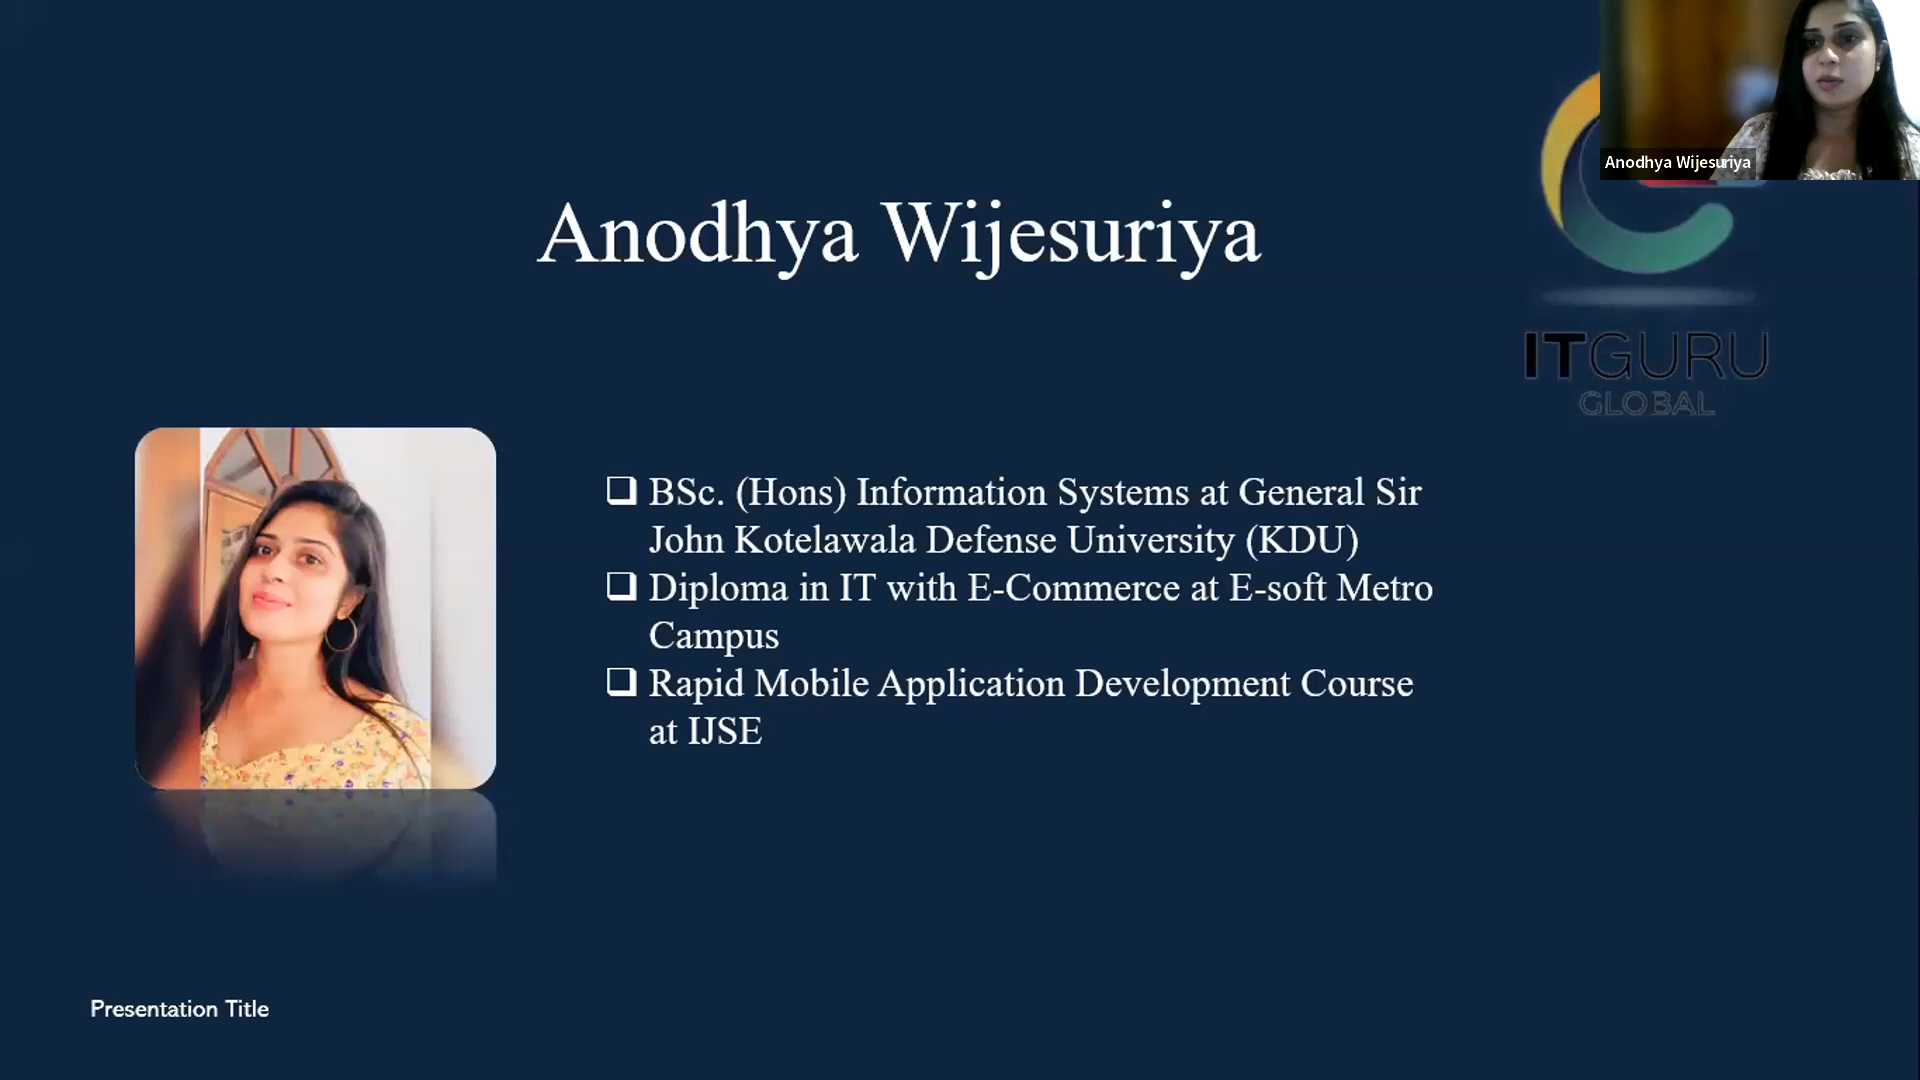 Anodhya Wijesuriya
Anodhya Wijesuriya
ITGURU
GLOBAL
BSc. (Hons) Information Systems at General Sir
John Kotelawala Defense University (KDU)
Diploma in IT with E-Commerce at E-soft Metro
Campus
Rapid Mobile Application Development Course
at IJSE
Presentation Title